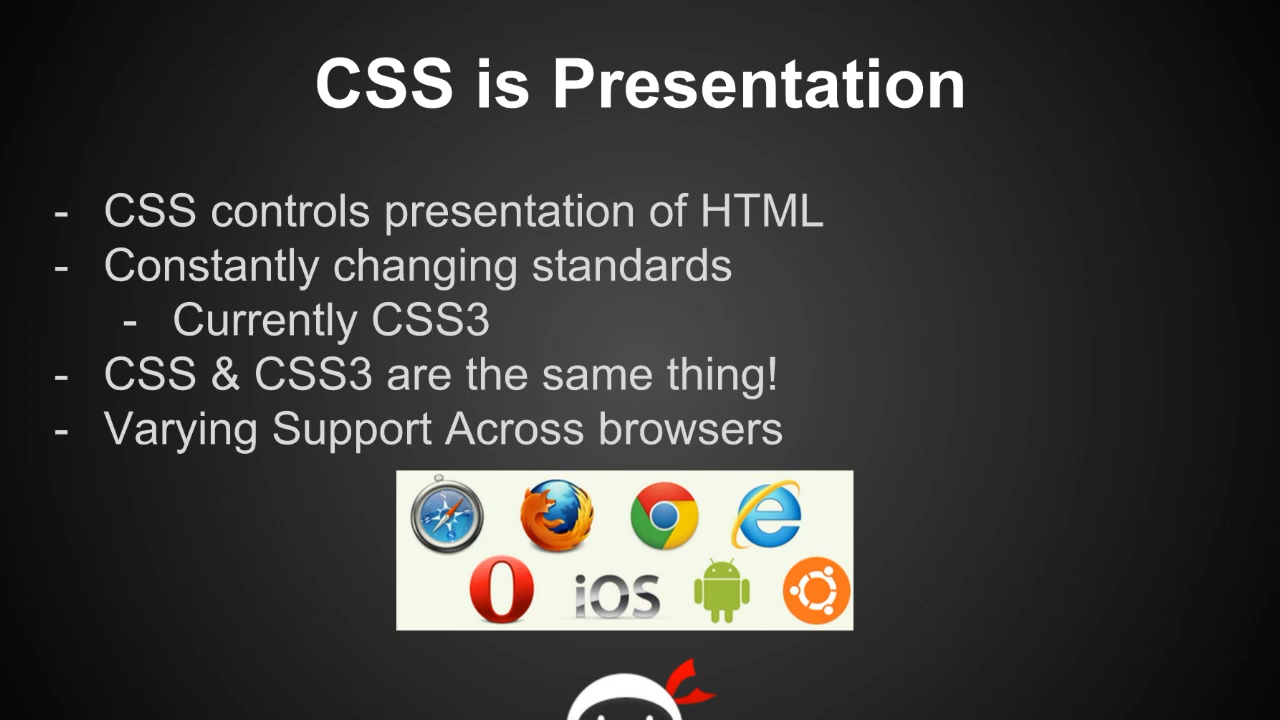 CSS is Presentation
- CSS controls presentation of HTML
- Constantly changing standards
- Currently CSS3
- CSS & CSS3 are the same thing!
- Varying Support Across browsers
iOS